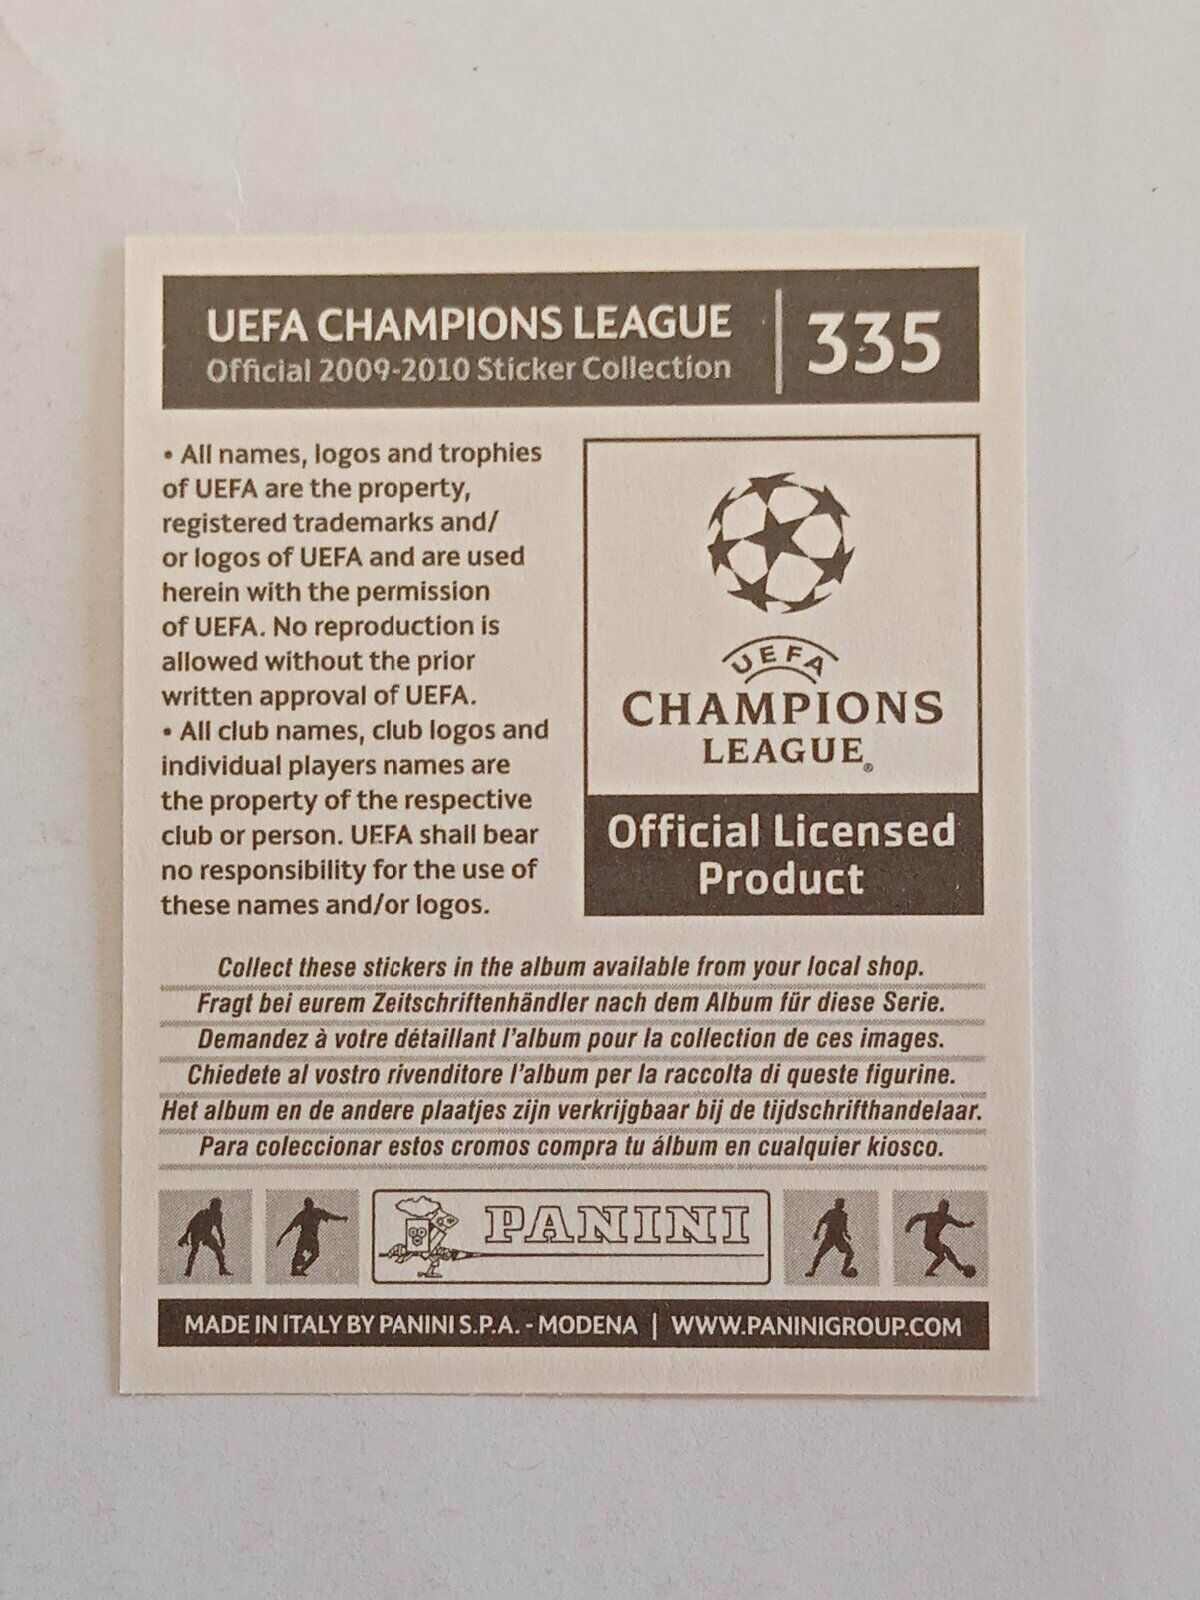 UEFA CHAMPIONS LEAGUE
Official 2009-2010 Sticker Collection
335
• All names, logos and trophies
of UEFA are the property,
registered trademarks and/
or logos of UEFA and are used
herein with the permission
of UEFA. No reproduction is
allowed without the prior
written approval of UEFA.
• All club names, club logos and
individual players names are
the property of the respective
club or person. UEFA shall bear
no responsibility for the use of
these names and/or logos.
UEFA
CHAMPIONS
LEAGUE®
Official Licensed
Product
Collect these stickers in the album available from your local shop.
Fragt bei eurem Zeitschriftenhändler nach dem Album für diese Serie.
Demandez à votre détaillant l'album pour la collection de ces images.
Chiedete al vostro rivenditore l'album per la raccolta di queste figurine.
Het album en de andere plaatjes zijn verkrijgbaar bij de tijdschrifthandelaar.
Para coleccionar estos cromos compra tu álbum en cualquier kiosco.
PANINI
MADE IN ITALY BY PANINI S.P.A. - MODENA | WWW.PANINIGROUP.COM